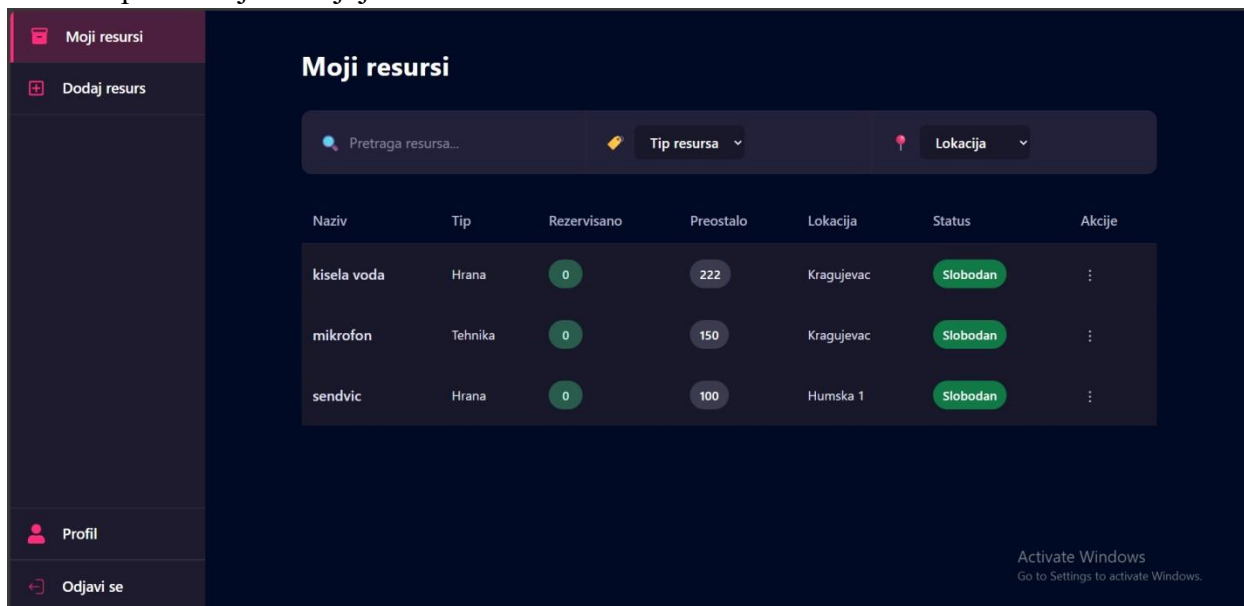 Moji resursi
Dodaj resurs
Profil
Odjavi se
Moji resursi
Pretraga resursa...
Tip resursa
Lokacija
Naziv Tip Rezervisano Preostalo Lokacija Status Akcije
kisela voda Hrana 0 222 Kragujevac Slobodan
mikrofon Tehnika 0 150 Kragujevac Slobodan
sendvic Hrana 0 100 Humska 1 Slobodan
Activate Windows
Go to Settings to activate Windows.